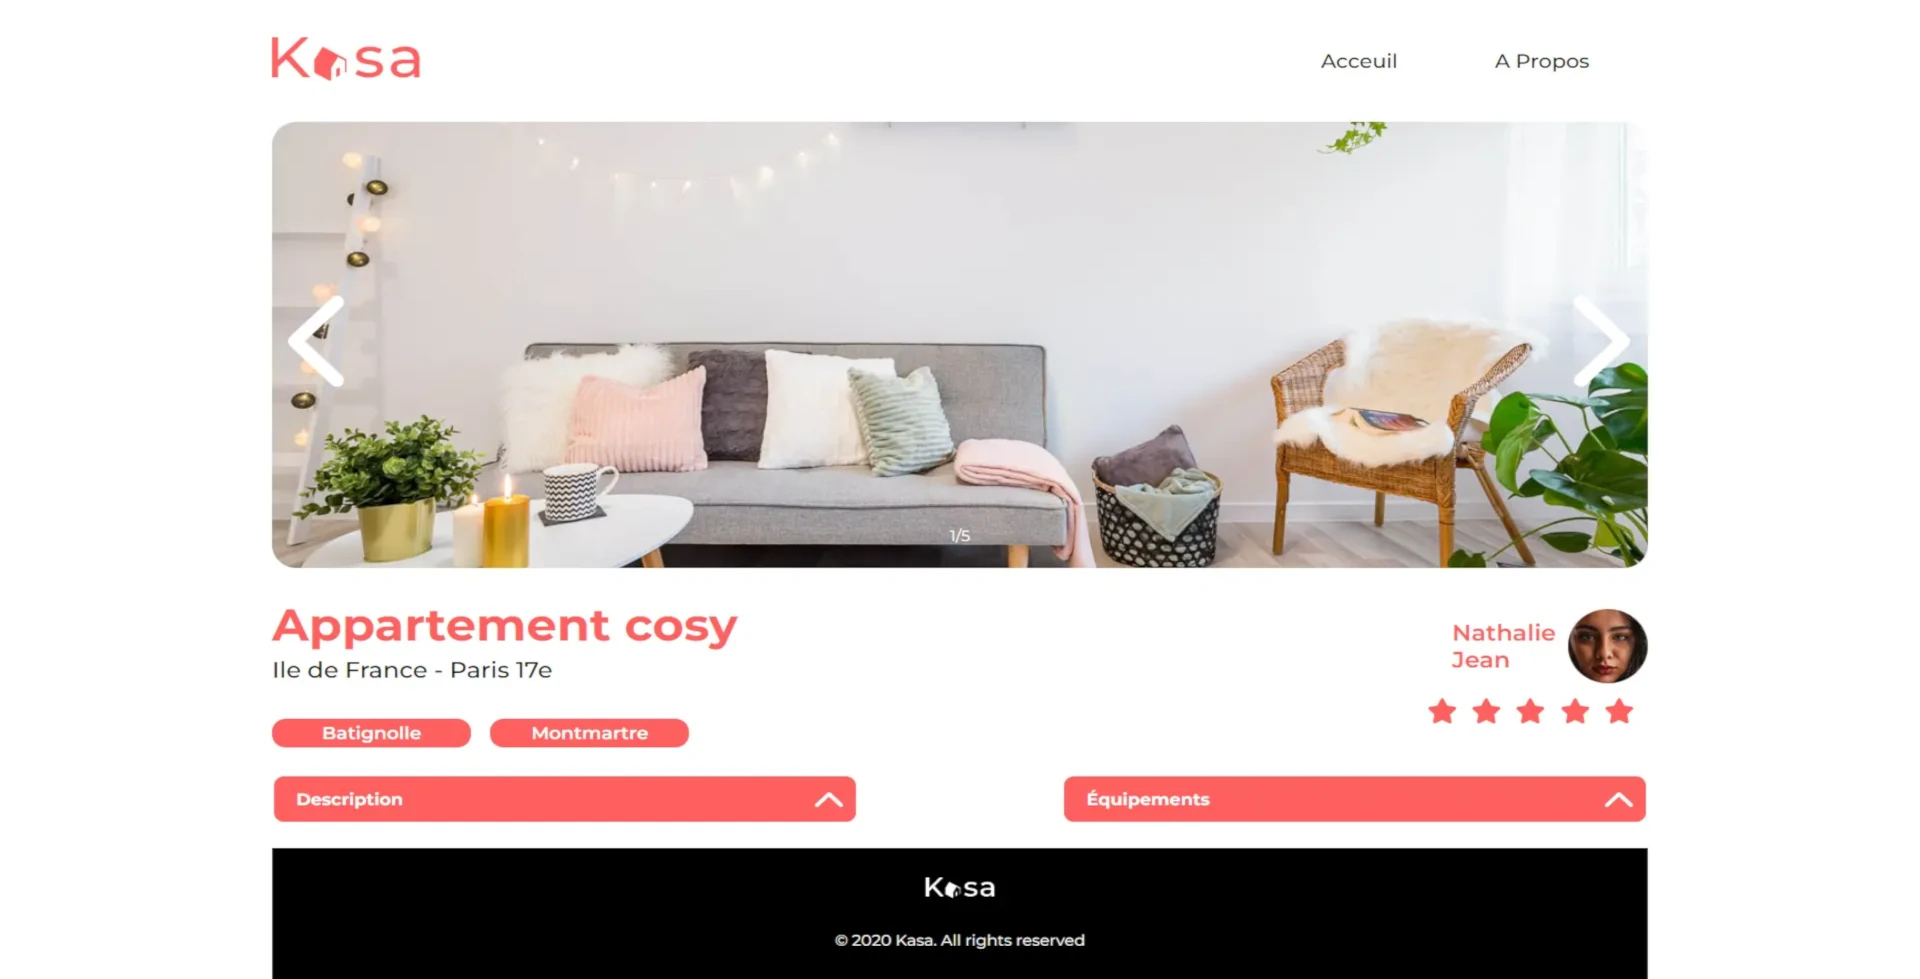 Kasa
Acceuil
A Propos
1/5
Appartement cosy
Ile de France - Paris 17e
Nathalie
Jean
Batignolle
Montmartre
Description
Équipements
Kasa
© 2020 Kasa. All rights reserved